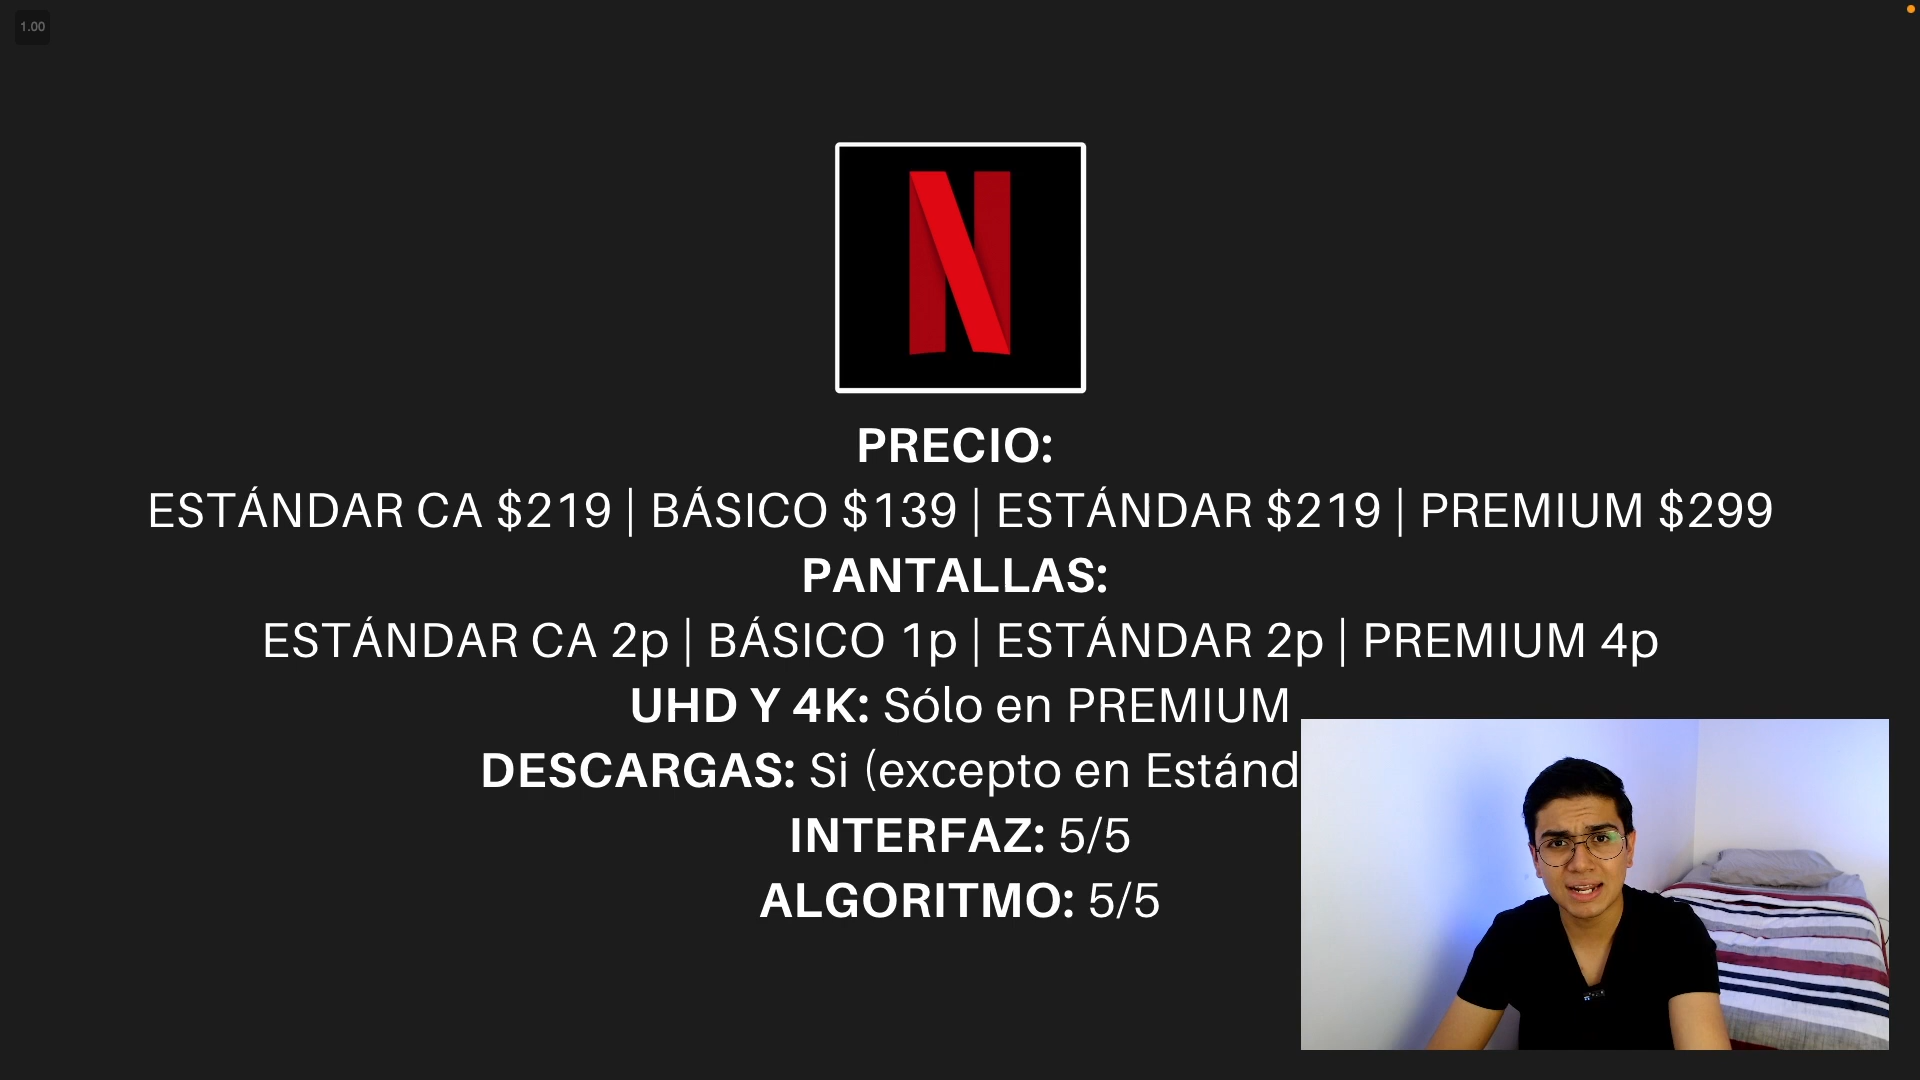 1.00
N
PRECIO:
ESTÁNDAR CA $219 | BÁSICO $139 | ESTÁNDAR $219 | PREMIUM $299
PANTALLAS:
ESTÁNDAR CA 2p | BÁSICO 1p | ESTÁNDAR 2p | PREMIUM 4p
UHD Y 4K: Sólo en PREMIUM
DESCARGAS: Si (excepto en Estánd
INTERFAZ: 5/5
ALGORITMO: 5/5